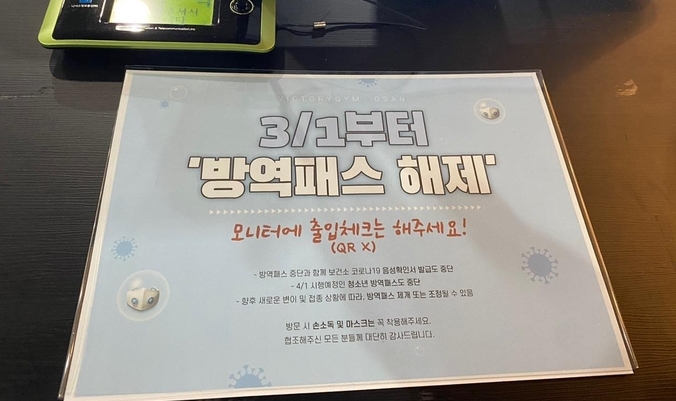 VICTORYGYM OSAN
3/1부터
'방역패스 해제'
모니터에 출입체크는 해주세요!
(QR X)
- 방역패스 중단과 함께 보건소 코로나19 음성확인서 발급도 중단
- 4/1 시행예정인 청소년 방역패스도 중단
- 향후 새로운 변이 및 접종 상황에 따라, 방역패스 재개 또는 조정될 수 있음
방문 시 손소독 및 마스크는 꼭 착용해주세요.
협조해주신 모든 분들께 대단히 감사드립니다.